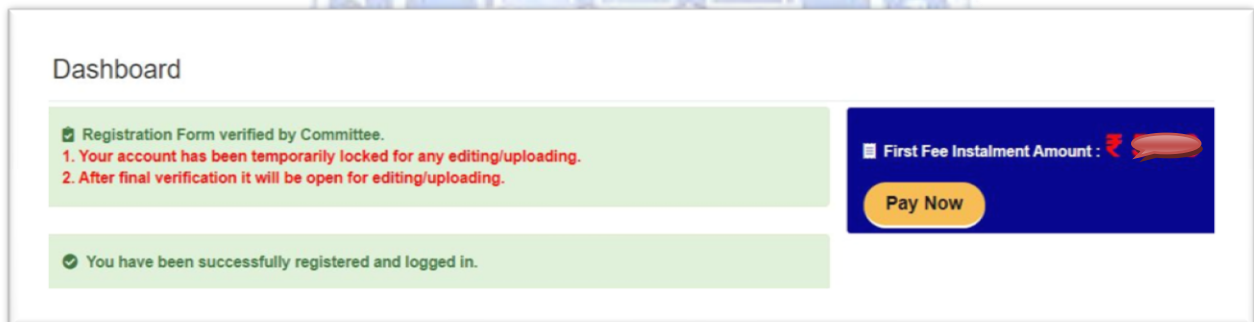 Dashboard
Registration Form verified by Committee.
1. Your account has been temporarily locked for any editing/uploading.
2. After final verification it will be open for editing/uploading.
First Fee Instalment Amount : ₹
Pay Now
You have been successfully registered and logged in.